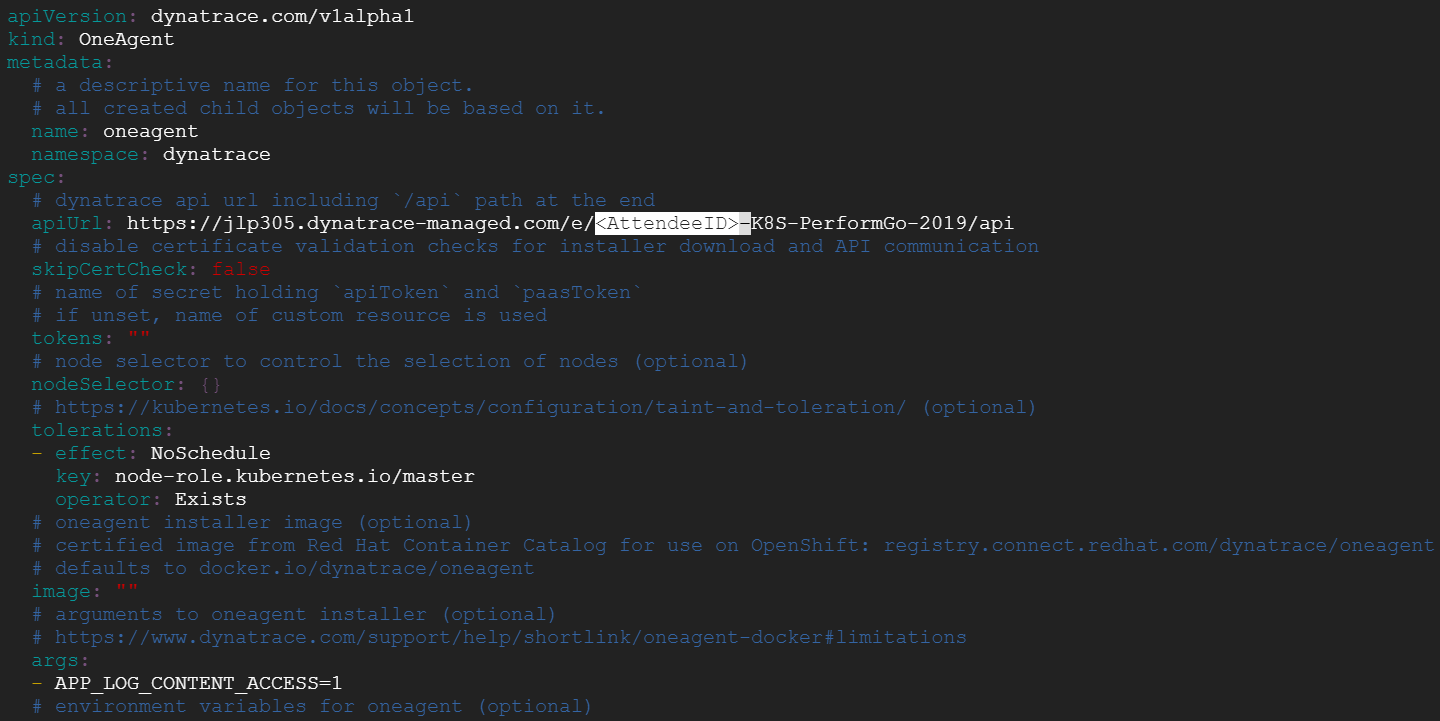 apiVersion: dynatrace.com/v1alpha1
kind: OneAgent
metadata:
  # a descriptive name for this object.
  # all created child objects will be based on it.
  name: oneagent
  namespace: dynatrace
spec:
  # dynatrace api url including `/api` path at the end
  apiUrl: https://jlp305.dynatrace-managed.com/e/<AttendeeID>-K8S-PerformGo-2019/api
  # disable certificate validation checks for installer download and API communication
  skipCertCheck: false
  # name of secret holding `apiToken` and `paasToken`
  # if unset, name of custom resource is used
  tokens: ""
  # node selector to control the selection of nodes (optional)
  nodeSelector: {}
  # https://kubernetes.io/docs/concepts/configuration/taint-and-toleration/ (optional)
  tolerations:
  - effect: NoSchedule
    key: node-role.kubernetes.io/master
    operator: Exists
  # oneagent installer image (optional)
  # certified image from Red Hat Container Catalog for use on OpenShift: registry.connect.redhat.com/dynatrace/oneagent
  # defaults to docker.io/dynatrace/oneagent
  image: ""
  # arguments to oneagent installer (optional)
  # https://www.dynatrace.com/support/help/shortlink/oneagent-docker#limitations
  args:
  - APP_LOG_CONTENT_ACCESS=1
  # environment variables for oneagent (optional)